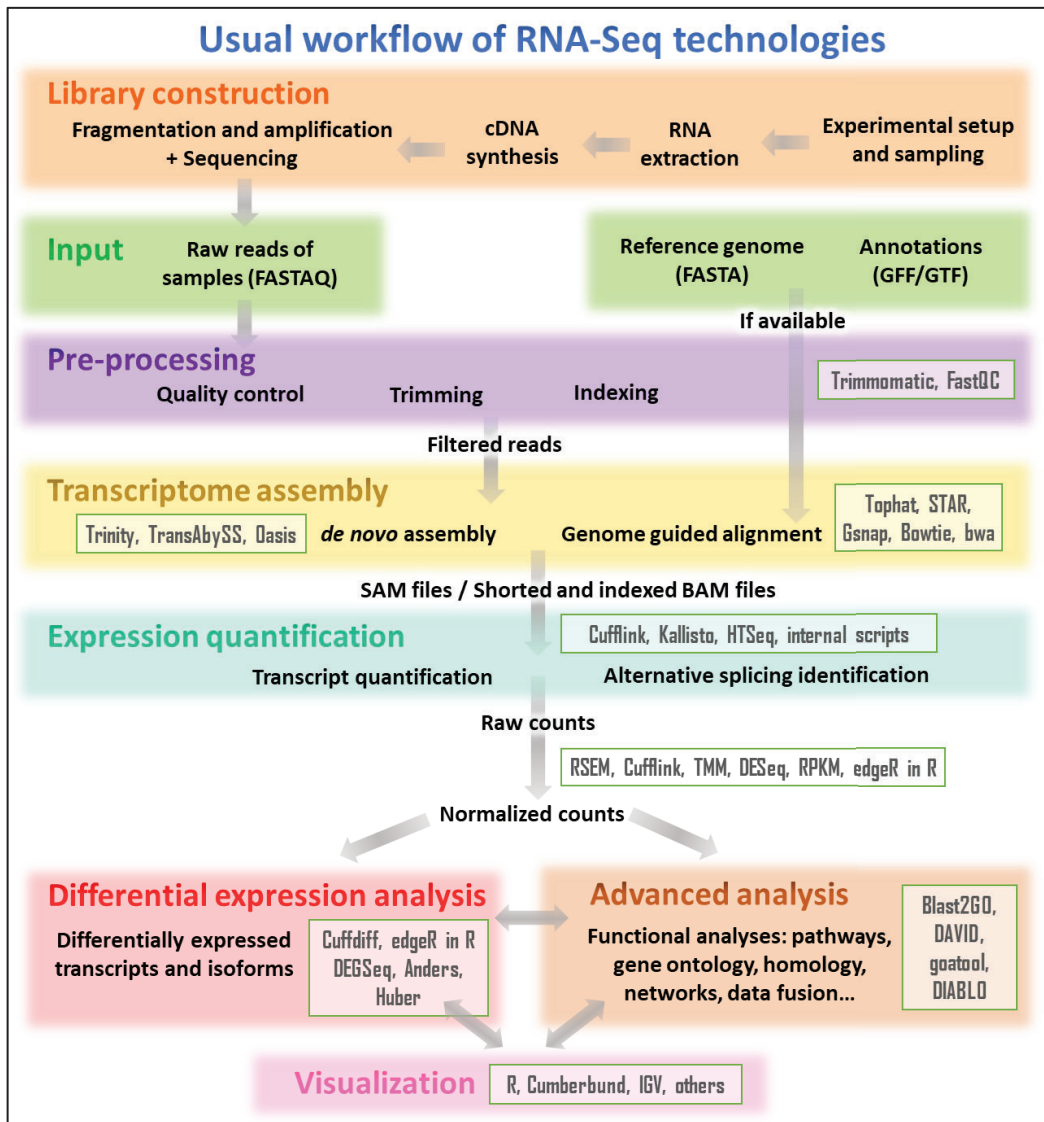 Usual workflow of RNA-Seq technologies
Library construction
Fragmentation and amplification
+ Sequencing
cDNA
synthesis
RNA
extraction
Experimental setup
and sampling
Input
Raw reads of
samples (FASTAQ)
Reference genome
(FASTA)
Annotations
(GFF/GTF)
If available
Pre-processing
Quality control
Trimming
Indexing
Trimmomatic, FastQC
Filtered reads
Transcriptome assembly
Trinity, TransAbySS, Oasis
de novo assembly
Genome guided alignment
Tophat, STAR,
Gsnap, Bowtie, bwa
SAM files / Shorted and indexed BAM files
Expression quantification
Cufflink, Kallisto, HTSeq, internal scripts
Transcript quantification
Alternative splicing identification
Raw counts
RSEM, Cufflink, TMM, DESeq, RPKM, edgeR in R
Normalized counts
Differential expression analysis
Differentially expressed
transcripts and isoforms
Cuffdiff, edgeR in R
DEGSeq, Anders,
Huber
Advanced analysis
Functional analyses: pathways,
gene ontology, homology,
networks, data fusion...
Blast2GO,
DAVID,
goatool,
DIABLO
Visualization
R, Cumberbund, IGV, others